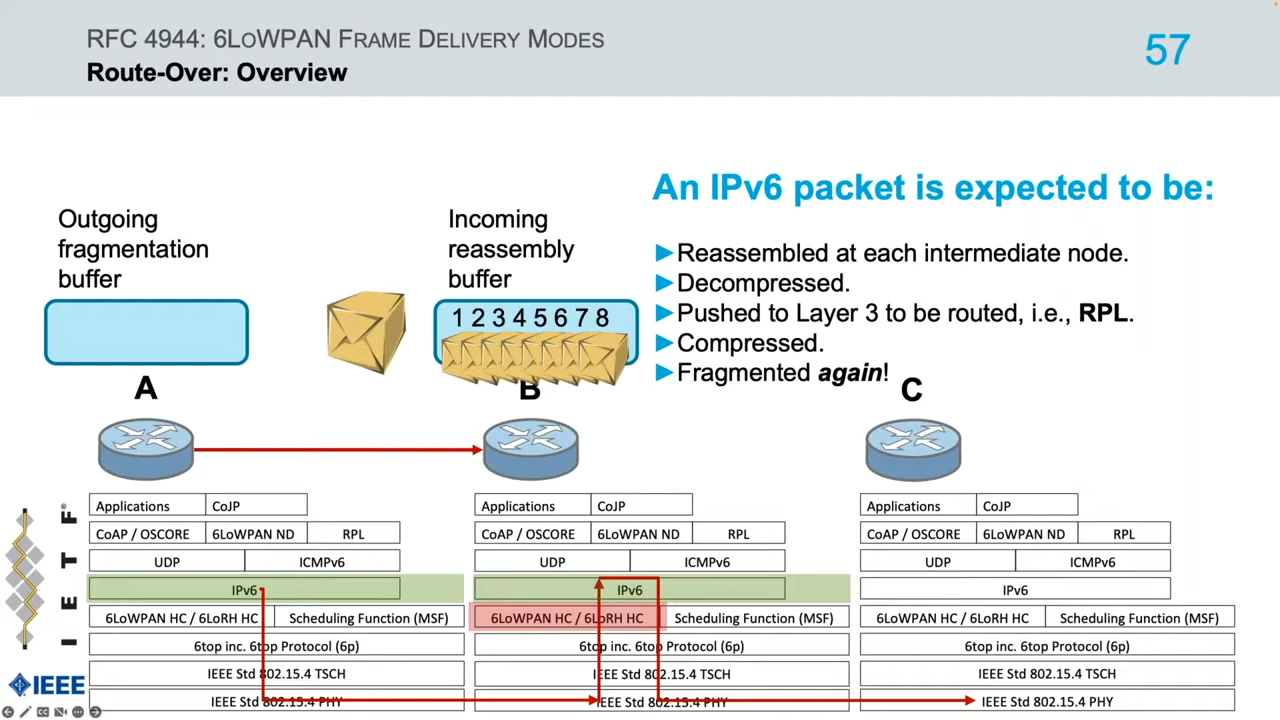 RFC 4944: 6LoWPAN Frame Delivery Modes
57
Route-Over: Overview
An IPv6 packet is expected to be:
Outgoing
fragmentation
buffer
Incoming
reassembly
buffer
1 2 3 4 5 6 7 8
▶Reassembled at each intermediate node.
▶Decompressed.
▶Pushed to Layer 3 to be routed, i.e., RPL.
▶Compressed.
▶Fragmented again!
A
B
C
Applications CoJP
CoAP / OSCORE 6LoWPAN ND RPL
UDP ICMPv6
IPv6
6LoWPAN HC / 6LoRH HC Scheduling Function (MSF)
6top inc. 6top Protocol (6p)
IEEE Std 802.15.4 TSCH
IEEE Std 802.15.4 PHY
Applications CoJP
CoAP / OSCORE 6LoWPAN ND RPL
UDP ICMPv6
IPv6
6LoWPAN HC / 6LoRH HC Scheduling Function (MSF)
6top inc. 6top Protocol (6p)
IEEE Std 802.15.4 TSCH
IEEE Std 802.15.4 PHY
Applications CoJP
CoAP / OSCORE 6LoWPAN ND RPL
UDP ICMPv6
IPv6
6LoWPAN HC / 6LoRH HC Scheduling Function (MSF)
6top inc. 6top Protocol (6p)
IEEE Std 802.15.4 TSCH
IEEE Std 802.15.4 PHY
I E T F®
IEEE